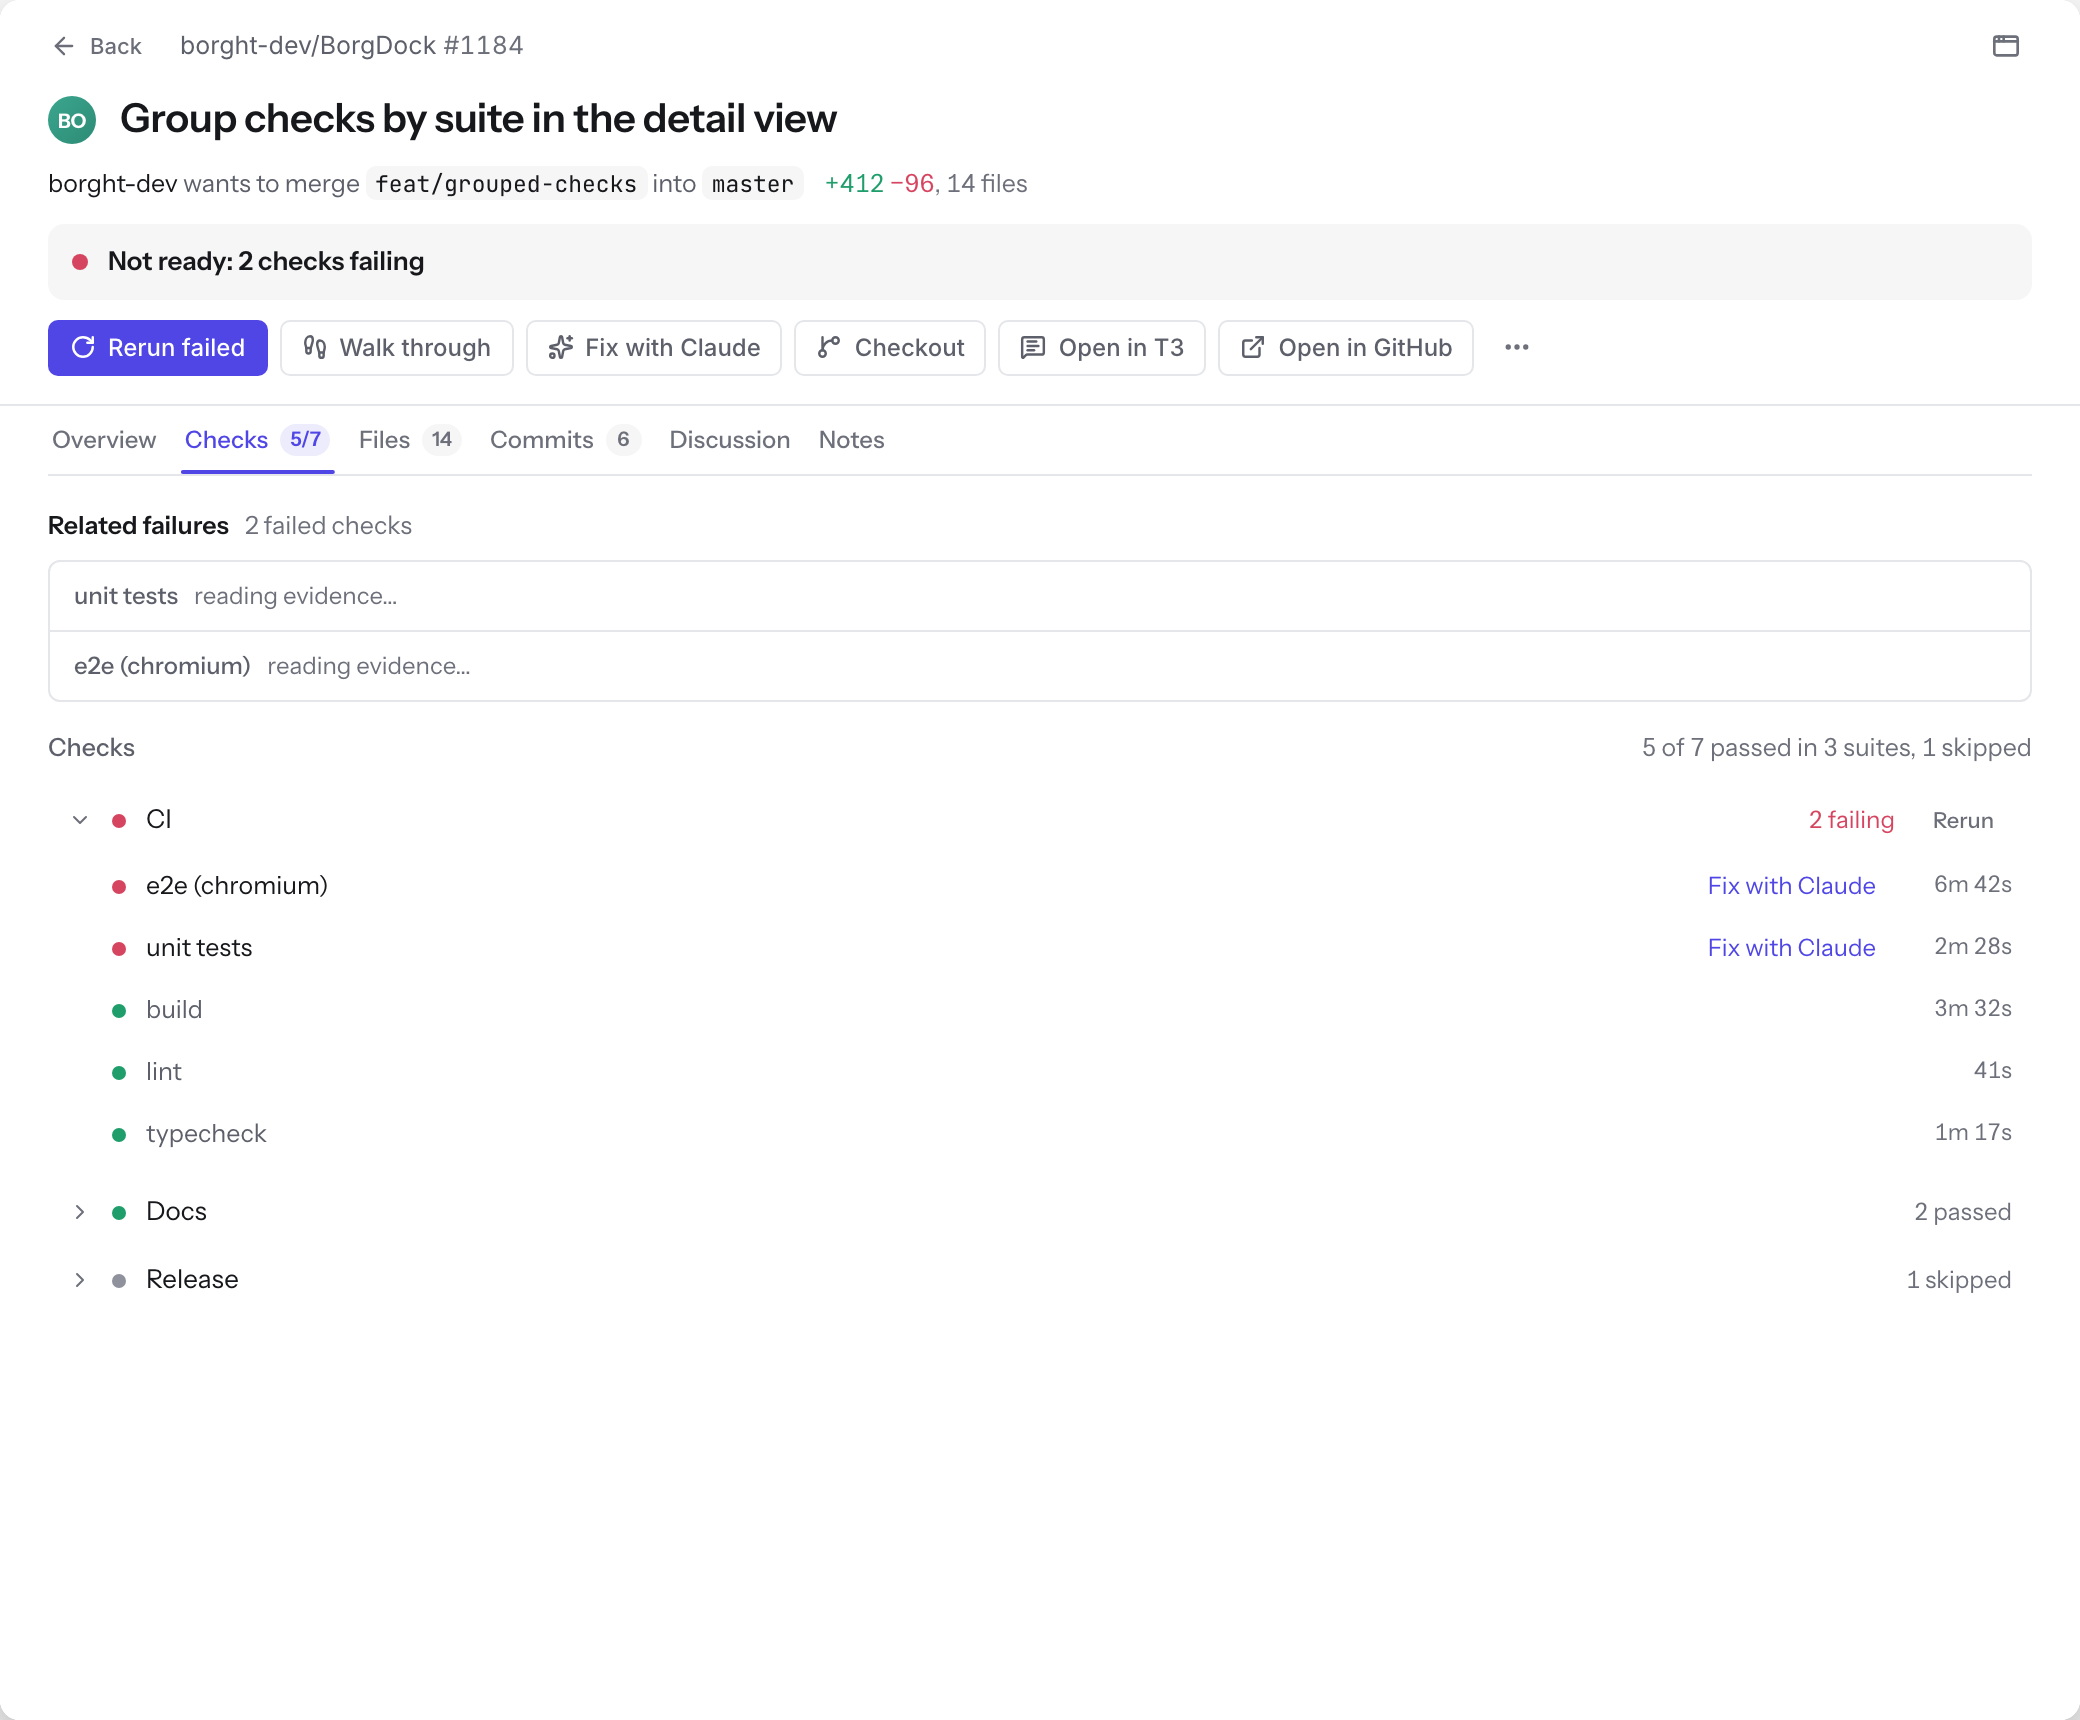 Back borght-dev/BorgDock #1184
BO Group checks by suite in the detail view
borght-dev wants to merge feat/grouped-checks into master +412 −96, 14 files
Not ready: 2 checks failing
Rerun failed Walk through Fix with Claude Checkout Open in T3 Open in GitHub ...
Overview Checks 5/7 Files 14 Commits 6 Discussion Notes
Related failures 2 failed checks
unit tests reading evidence...
e2e (chromium) reading evidence...
Checks 5 of 7 passed in 3 suites, 1 skipped
CI 2 failing Rerun
e2e (chromium) Fix with Claude 6m 42s
unit tests Fix with Claude 2m 28s
build 3m 32s
lint 41s
typecheck 1m 17s
Docs 2 passed
Release 1 skipped